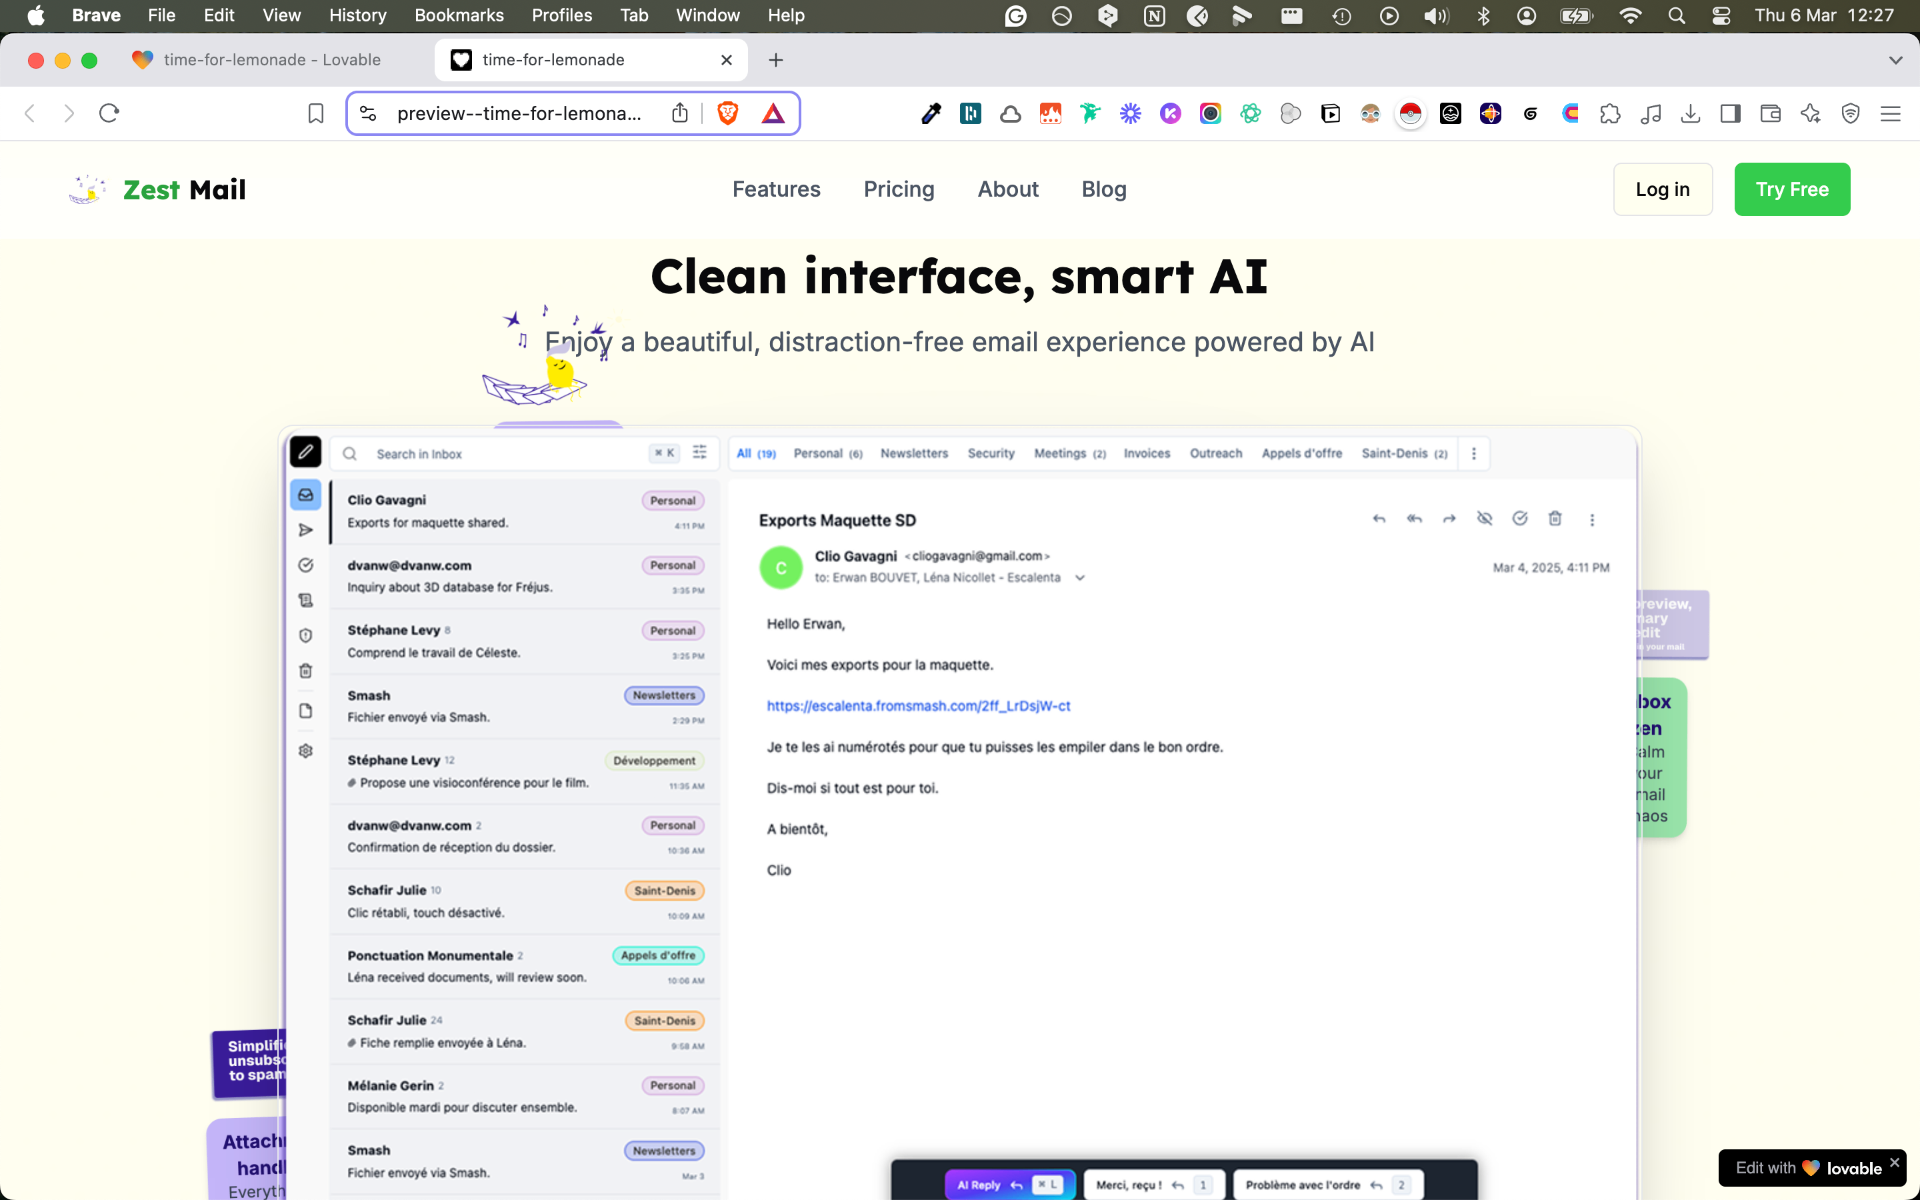 Brave File Edit View History Bookmarks Profiles Tab Window Help Thu 6 Mar 12:27
time-for-lemonade - Lovable
time-for-lemonade
preview--time-for-lemona...
Zest Mail
Features Pricing About Blog
Log in
Try Free
Clean interface, smart AI
Enjoy a beautiful, distraction-free email experience powered by AI
Search in Inbox ⌘ K
All (19) Personal (6) Newsletters Security Meetings (2) Invoices Outreach Appels d'offre Saint-Denis (2)
Clio Gavagni Personal
Exports for maquette shared. 4:11 PM
dvanw@dvanw.com Personal
Inquiry about 3D database for Fréjus. 3:35 PM
Stéphane Levy 8 Personal
Comprend le travail de Céleste. 3:25 PM
Smash Newsletters
Fichier envoyé via Smash. 2:29 PM
Stéphane Levy 12 Développement
Propose une visioconférence pour le film. 11:35 AM
dvanw@dvanw.com 2 Personal
Confirmation de réception du dossier. 10:36 AM
Schafir Julie 10 Saint-Denis
Clic rétabli, touch désactivé. 10:09 AM
Ponctuation Monumentale 2 Appels d'offre
Léna received documents, will review soon. 10:06 AM
Schafir Julie 24 Saint-Denis
Fiche remplie envoyée à Léna. 9:58 AM
Mélanie Gerin 2 Personal
Disponible mardi pour discuter ensemble. 8:07 AM
Smash Newsletters
Fichier envoyé via Smash. Mar 3
Exports Maquette SD
C
Clio Gavagni <cliogavagni@gmail.com>
to: Erwan BOUVET, Léna Nicollet - Escalenta
Mar 4, 2025, 4:11 PM
Hello Erwan,
Voici mes exports pour la maquette.
https://escalenta.fromsmash.com/2ff_LrDsjW-ct
Je te les ai numérotés pour que tu puisses les empiler dans le bon ordre.
Dis-moi si tout est pour toi.
A bientôt,
Clio
AI Reply ⌘ L
Merci, reçu ! 1
Problème avec l'ordre 2
review,
mary
edit
your mail
box
zen
alm
our
mail
haos
Simplifi
unsubsc
to spam
Attach
handl
Everyth
Edit with lovable